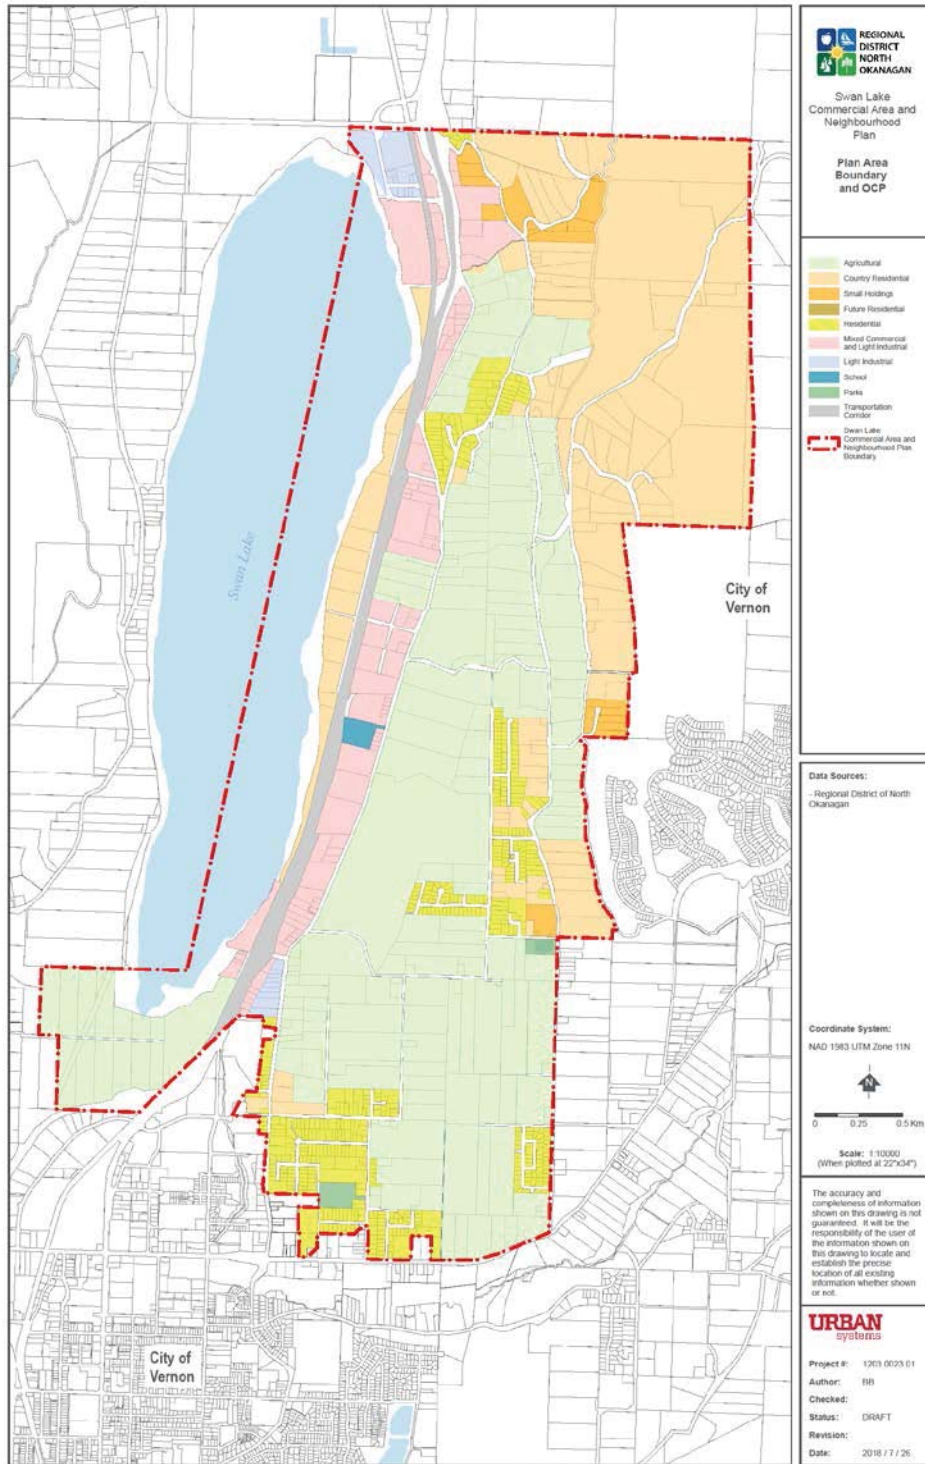 REGIONAL
DISTRICT
NORTH
OKANAGAN
Swan Lake
Commercial Area and
Neighbourhood
Plan
Plan Area
Boundary
and OCP
Agricultural
Country Residential
Small Holdings
Future Residential
Residential
Mixed Commercial
and Light Industrial
Light Industrial
School
Parks
Transportation
Corridor
Swan Lake
Commercial Area and
Neighbourhood Plan
Boundary
Swan Lake
City of
Vernon
City of
Vernon
Data Sources:
- Regional District of North
Okanagan
Coordinate System:
NAD 1983 UTM Zone 11N
N
0 0.25 0.5 Km
Scale: 1:10000
(When plotted at 22"x34")
The accuracy and
completeness of information
shown on this drawing is not
guaranteed. It will be the
responsibility of the user of
the information shown on
this drawing to locate and
establish the precise
location of all existing
information whether shown
or not.
URBAN
systems
Project #: 1203.0023.01
Author: BB
Checked:
Status: DRAFT
Revision:
Date: 2018 / 7 / 26